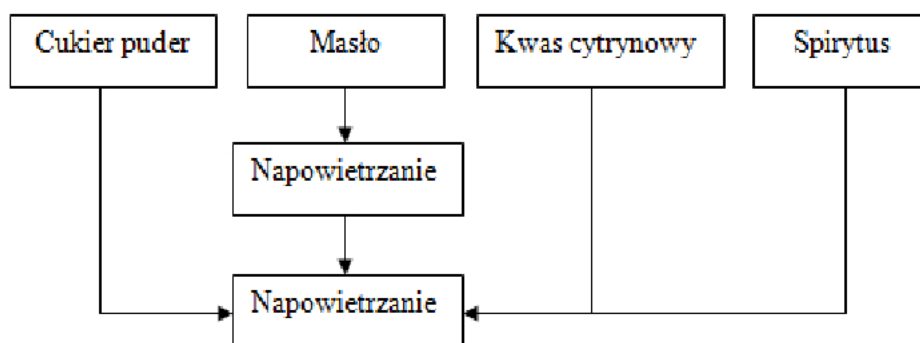 Cukier puder
Masło
Kwas cytrynowy
Spirytus
Napowietrzanie
Napowietrzanie